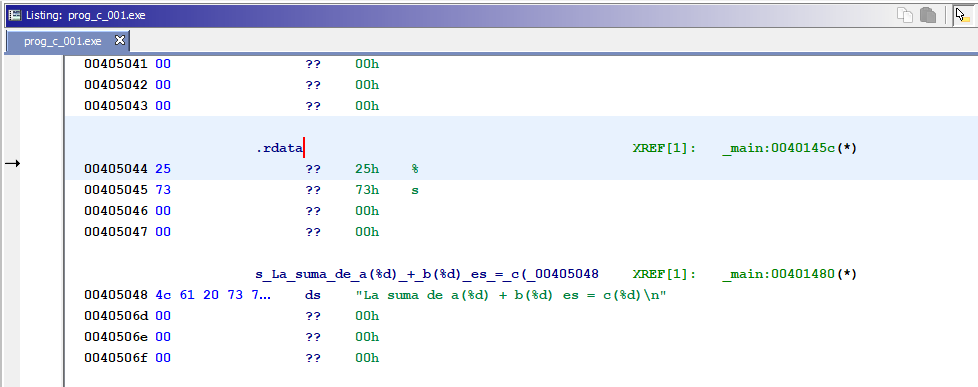 Listing: prog_c_001.exe
prog_c_001.exe
00405041 00 ?? 00h
00405042 00 ?? 00h
00405043 00 ?? 00h
.rdata XREF[1]: _main:0040145c(*)
00405044 25 ?? 25h %
00405045 73 ?? 73h s
00405046 00 ?? 00h
00405047 00 ?? 00h
s_La_suma_de_a(%d)_+_b(%d)_es_=_c(_00405048 XREF[1]: _main:00401480(*)
00405048 4c 61 20 73 7... ds "La suma de a(%d) + b(%d) es = c(%d)\n"
0040506d 00 ?? 00h
0040506e 00 ?? 00h
0040506f 00 ?? 00h